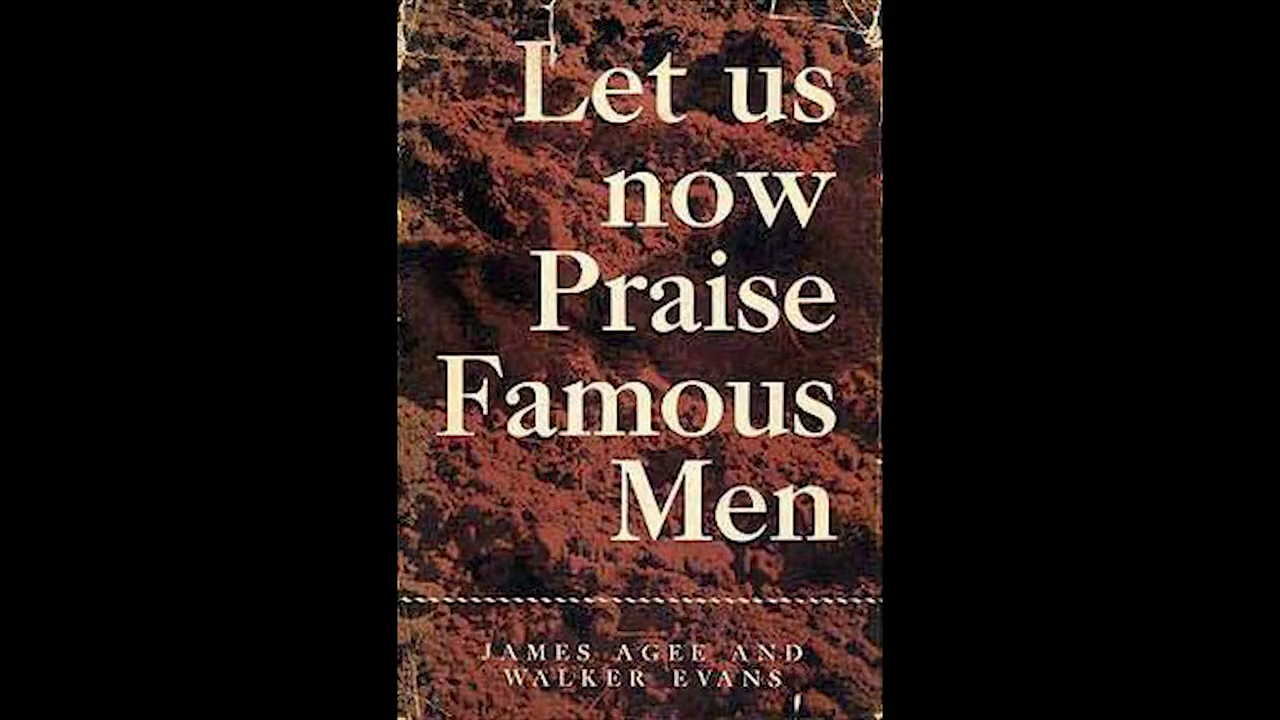 Let us
now
Praise
Famous
Men
JAMES AGEE AND
WALKER EVANS